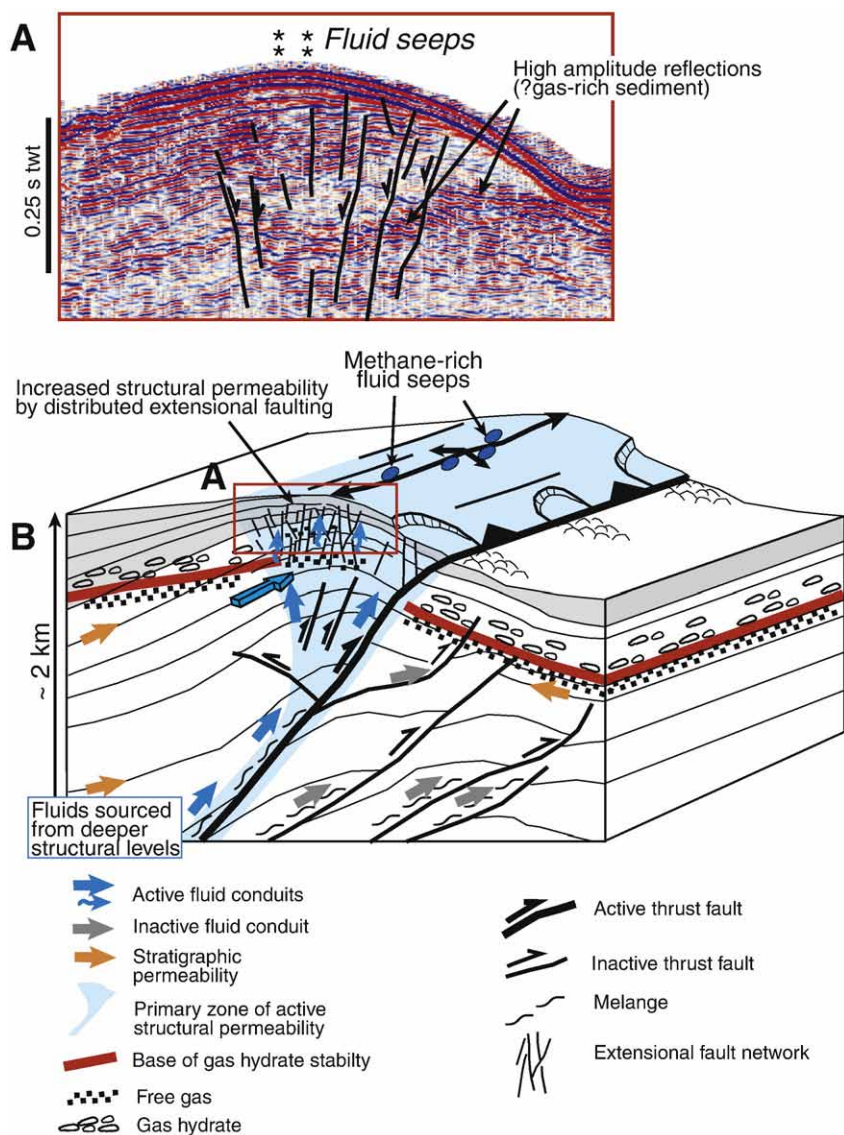 A
Fluid seeps
High amplitude reflections
(?gas-rich sediment)
0.25 s twt
Methane-rich
fluid seeps
Increased structural permeability
by distributed extensional faulting
A
B
~ 2 km
Fluids sourced
from deeper
structural levels
Active fluid conduits
Inactive fluid conduit
Stratigraphic
permeability
Primary zone of active
structural permeability
Base of gas hydrate stabilty
Free gas
Gas hydrate
Active thrust fault
Inactive thrust fault
Melange
Extensional fault network